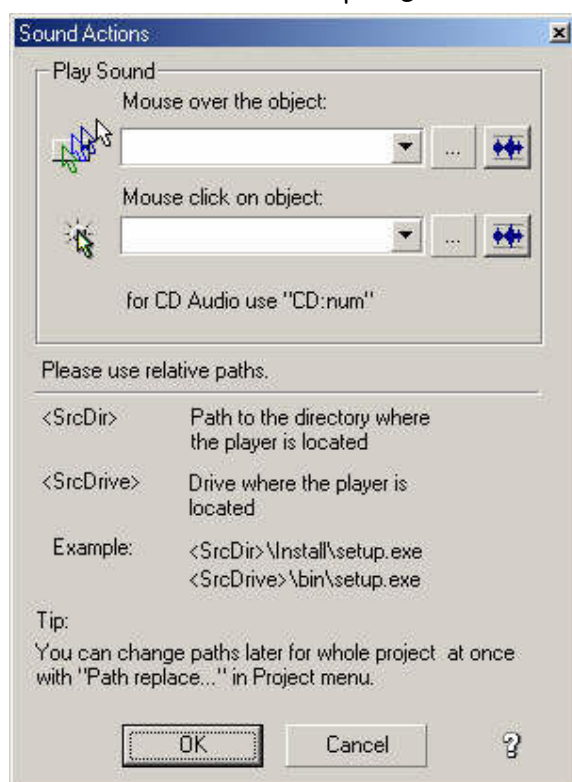 Sound Actions
Play Sound
Mouse over the object:
...
Mouse click on object:
...
for CD Audio use "CD:num"
Please use relative paths.
<SrcDir> Path to the directory where
the player is located
<SrcDrive> Drive where the player is
located
Example: <SrcDir>\Install\setup.exe
<SrcDrive>\bin\setup.exe
Tip:
You can change paths later for whole project at once
with "Path replace..." in Project menu.
OK Cancel ?